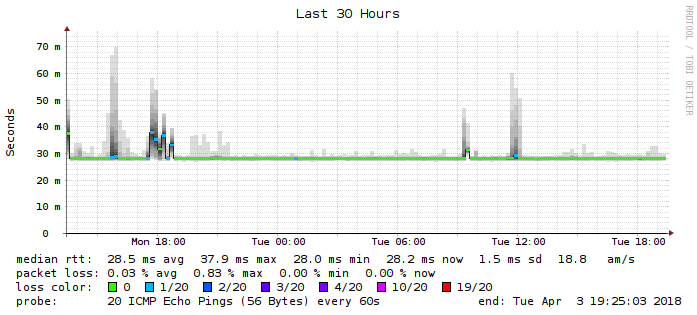 Last 30 Hours
RRDTOOL / TOBI OETIKER
Seconds
70 m
60 m
50 m
40 m
30 m
20 m
10 m
0
Mon 18:00 Tue 00:00 Tue 06:00 Tue 12:00 Tue 18:00
median rtt: 28.5 ms avg 37.9 ms max 28.0 ms min 28.2 ms now 1.5 ms sd 18.8 am/s
packet loss: 0.03 % avg 0.83 % max 0.00 % min 0.00 % now
loss color: 0 1/20 2/20 3/20 4/20 10/20 19/20
probe: 20 ICMP Echo Pings (56 Bytes) every 60s end: Tue Apr 3 19:25:03 2018